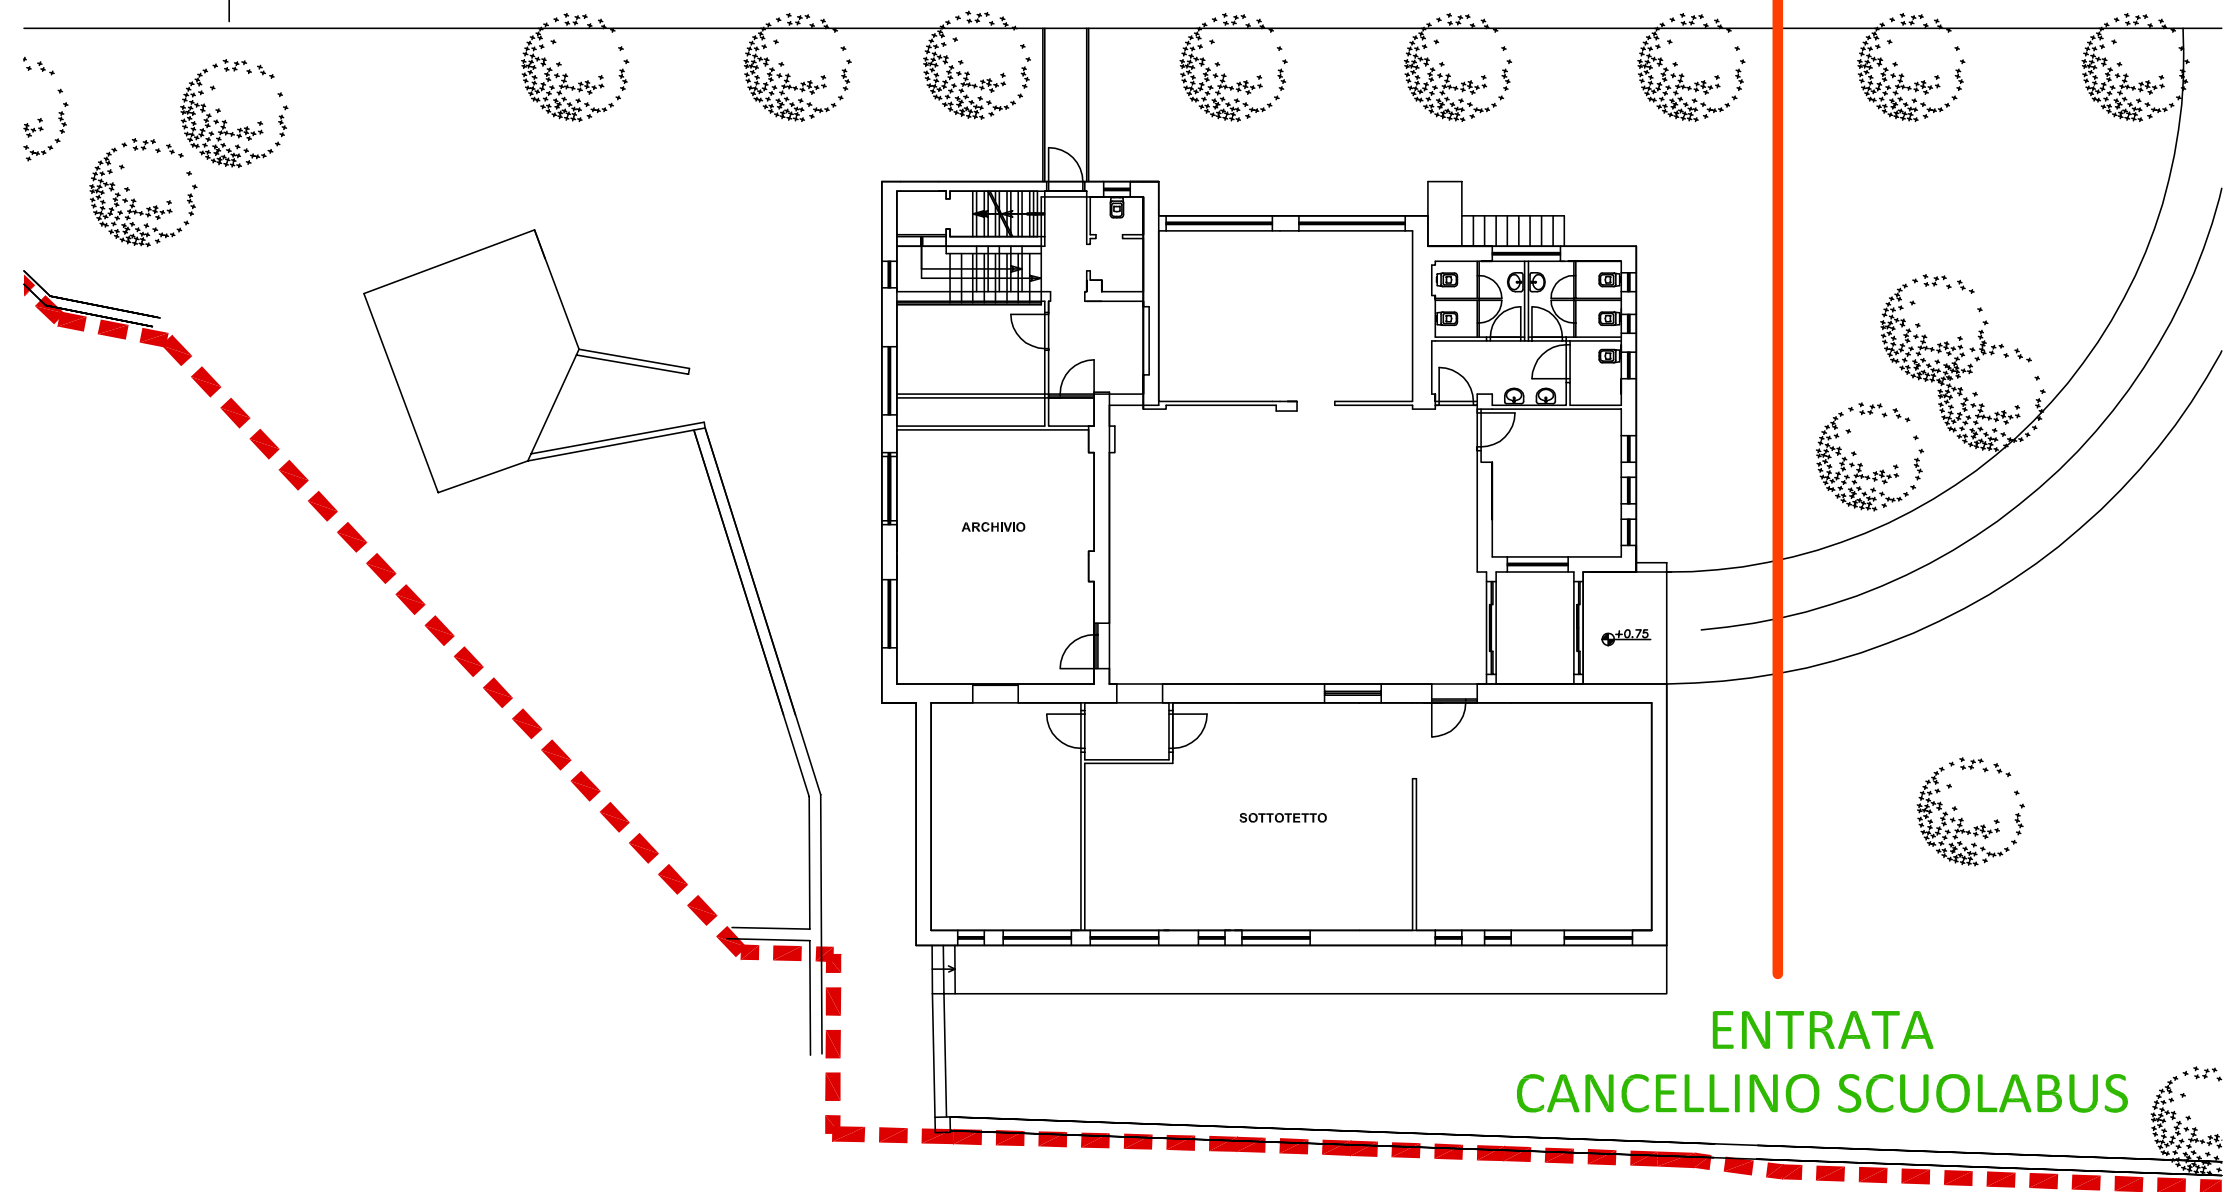 ARCHIVIO
+0.75
SOTTOTETTO
ENTRATA
CANCELLINO SCUOLABUS